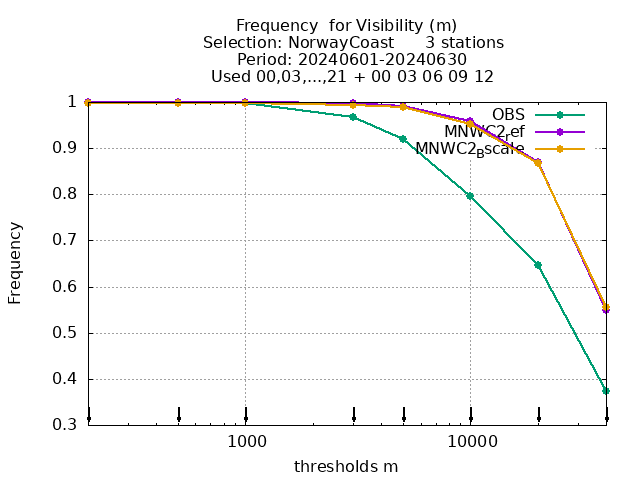 Frequency  for Visibility (m)
Selection: NorwayCoast      3 stations
Period: 20240601-20240630
Used 00,03,...,21 + 00 03 06 09 12
OBS
MNWC2ref
MNWC2Bscale
1
0.9
0.8
0.7
0.6
0.5
0.4
0.3
Frequency
1000
10000
thresholds m